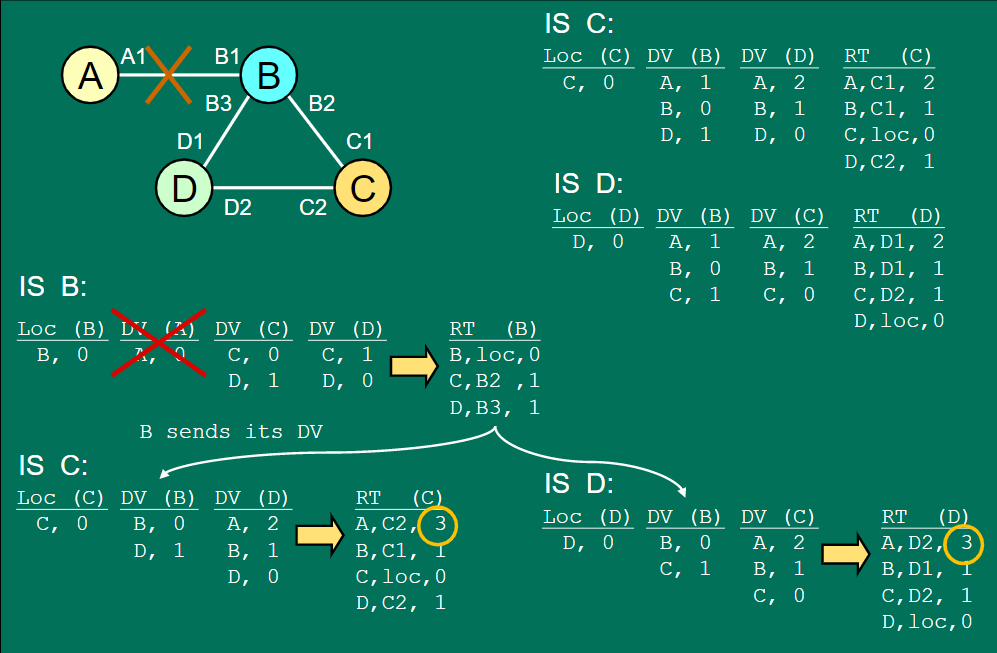 A
A1
B1
B
B3
B2
D1
C1
D
D2
C2
C
IS C:
Loc (C) DV (B) DV (D) RT (C)
C, 0 A, 1 A, 2 A,C1, 2
B, 0 B, 1 B,C1, 1
D, 1 D, 0 C,loc,0
D,C2, 1
IS D:
Loc (D) DV (B) DV (C) RT (D)
D, 0 A, 1 A, 2 A,D1, 2
B, 0 B, 1 B,D1, 1
C, 1 C, 0 C,D2, 1
D,loc,0
IS B:
Loc (B) DV (A) DV (C) DV (D) RT (B)
B, 0 A, 0 C, 0 C, 1 B,loc,0
D, 1 D, 0 C,B2 ,1
D,B3, 1
B sends its DV
IS C:
Loc (C) DV (B) DV (D) RT (C)
C, 0 B, 0 A, 2 A,C2, 3
D, 1 B, 1 B,C1, 1
D, 0 C,loc,0
D,C2, 1
IS D:
Loc (D) DV (B) DV (C) RT (D)
D, 0 B, 0 A, 2 A,D2, 3
C, 1 B, 1 B,D1, 1
C, 0 C,D2, 1
D,loc,0